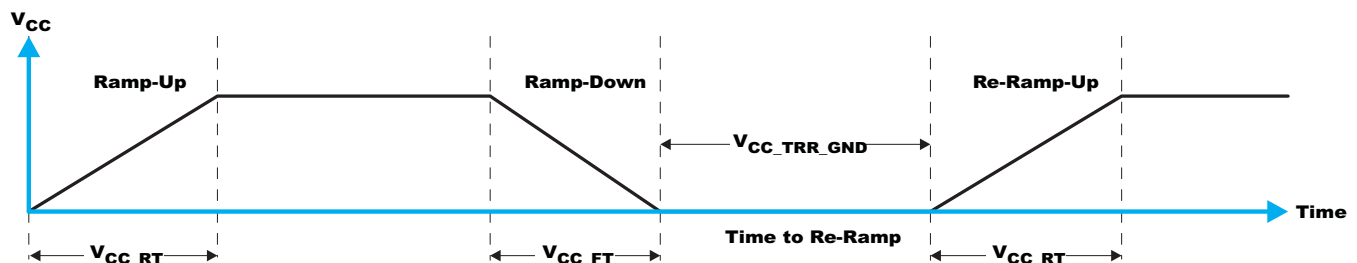 VCC
Ramp-Up
Ramp-Down
Re-Ramp-Up
VCC_TRR_GND
Time
Time to Re-Ramp
VCC_RT
VCC_FT
VCC_RT